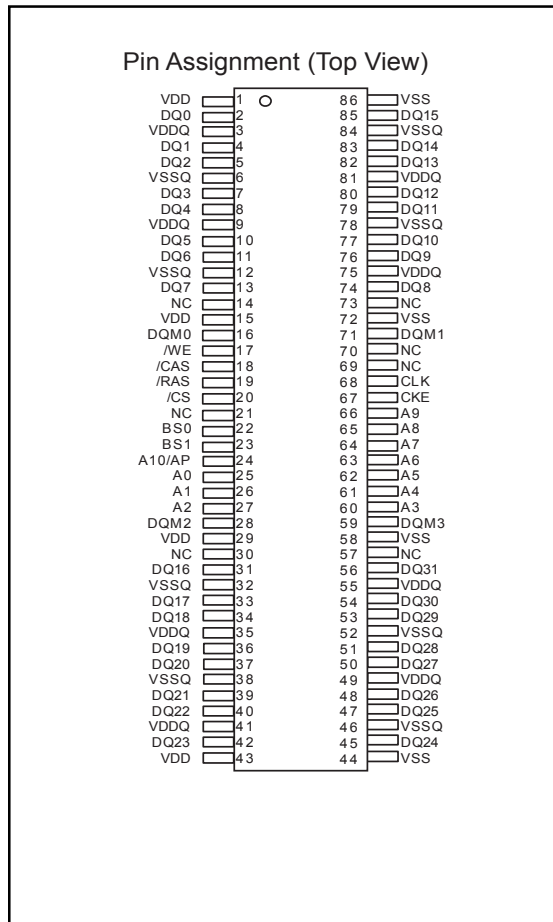 Pin Assignment (Top View)
VDD 1 86 VSS
DQ0 2 85 DQ15
VDDQ 3 84 VSSQ
DQ1 4 83 DQ14
DQ2 5 82 DQ13
VSSQ 6 81 VDDQ
DQ3 7 80 DQ12
DQ4 8 79 DQ11
VDDQ 9 78 VSSQ
DQ5 10 77 DQ10
DQ6 11 76 DQ9
VSSQ 12 75 VDDQ
DQ7 13 74 DQ8
NC 14 73 NC
VDD 15 72 VSS
DQM0 16 71 DQM1
/WE 17 70 NC
/CAS 18 69 NC
/RAS 19 68 CLK
/CS 20 67 CKE
NC 21 66 A9
BS0 22 65 A8
BS1 23 64 A7
A10/AP 24 63 A6
A0 25 62 A5
A1 26 61 A4
A2 27 60 A3
DQM2 28 59 DQM3
VDD 29 58 VSS
NC 30 57 NC
DQ16 31 56 DQ31
VSSQ 32 55 VDDQ
DQ17 33 54 DQ30
DQ18 34 53 DQ29
VDDQ 35 52 VSSQ
DQ19 36 51 DQ28
DQ20 37 50 DQ27
VSSQ 38 49 VDDQ
DQ21 39 48 DQ26
DQ22 40 47 DQ25
VDDQ 41 46 VSSQ
DQ23 42 45 DQ24
VDD 43 44 VSS